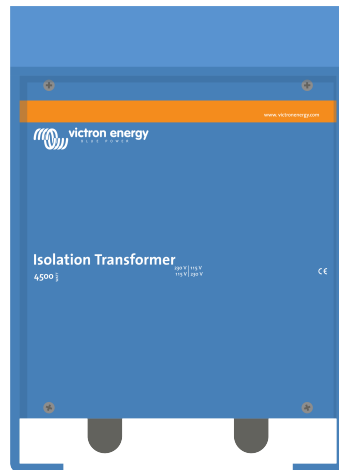 www. victronenergy.com
victron energy
BLUE POWER
Isolation Transformer
230 V | 115 V
4500
115 V | 230 V
CE